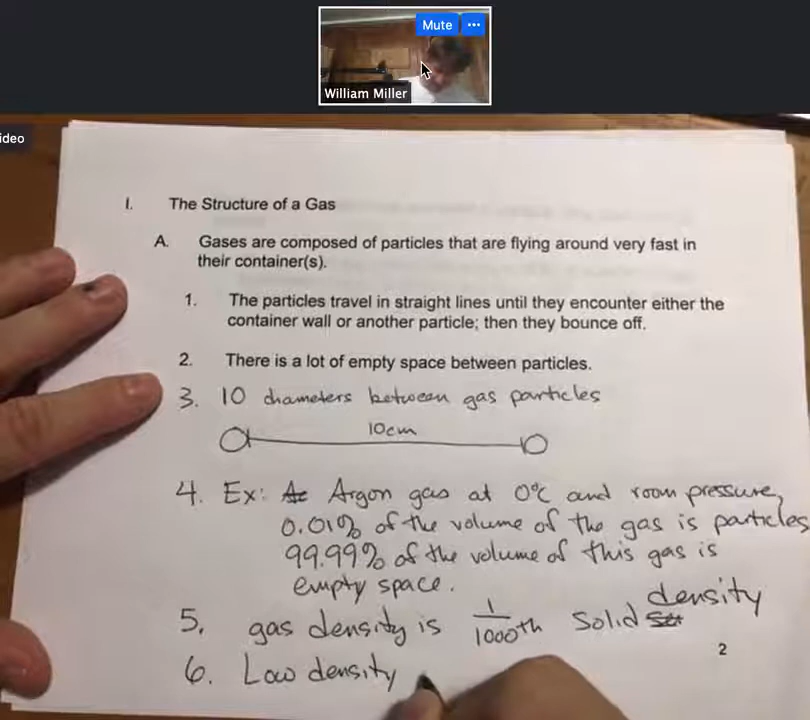 Mute ...
William Miller
ideo
I. The Structure of a Gas
A. Gases are composed of particles that are flying around very fast in
their container(s).
1. The particles travel in straight lines until they encounter either the
container wall or another particle; then they bounce off.
2. There is a lot of empty space between particles.
3. 10 diameters between gas particles
10cm
4. Ex: Argon gas at 0°C and room pressure,
0.01% of the volume of the gas is particles
99.99% of the volume of this gas is
empty space.
5. gas density is 1/1000th solid density
2
6. Low density